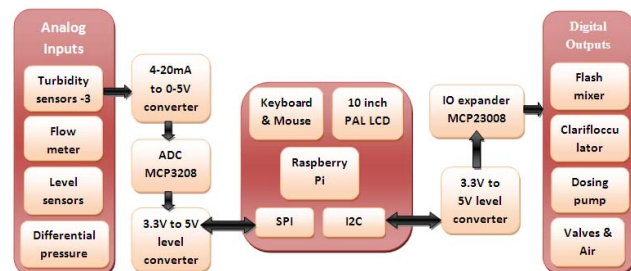 Analog
Inputs
Turbidity
sensors -3
Flow
meter
Level
sensors
Differential
pressure
4-20mA
to 0-5V
converter
ADC
MCP3208
3.3V to 5V
level
converter
Keyboard
& Mouse
10 inch
PAL LCD
Raspberry
Pi
SPI
I2C
IO expander
MCP23008
3.3V to
5V level
converter
Digital
Outputs
Flash
mixer
Clarifloccu
lator
Dosing
pump
Valves &
Air